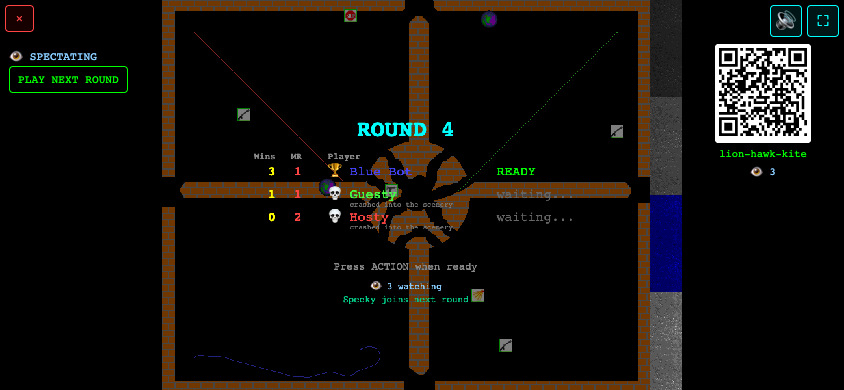 ×
SPECTATING
PLAY NEXT ROUND
ROUND 4
Wins MR Player
3 1 Blue Bot READY
1 1 Guesty waiting...
crashed into the scenery
0 2 Hosty waiting...
crashed into the scenery
Press ACTION when ready
3 watching
Specky joins next round
lion-hawk-kite
3